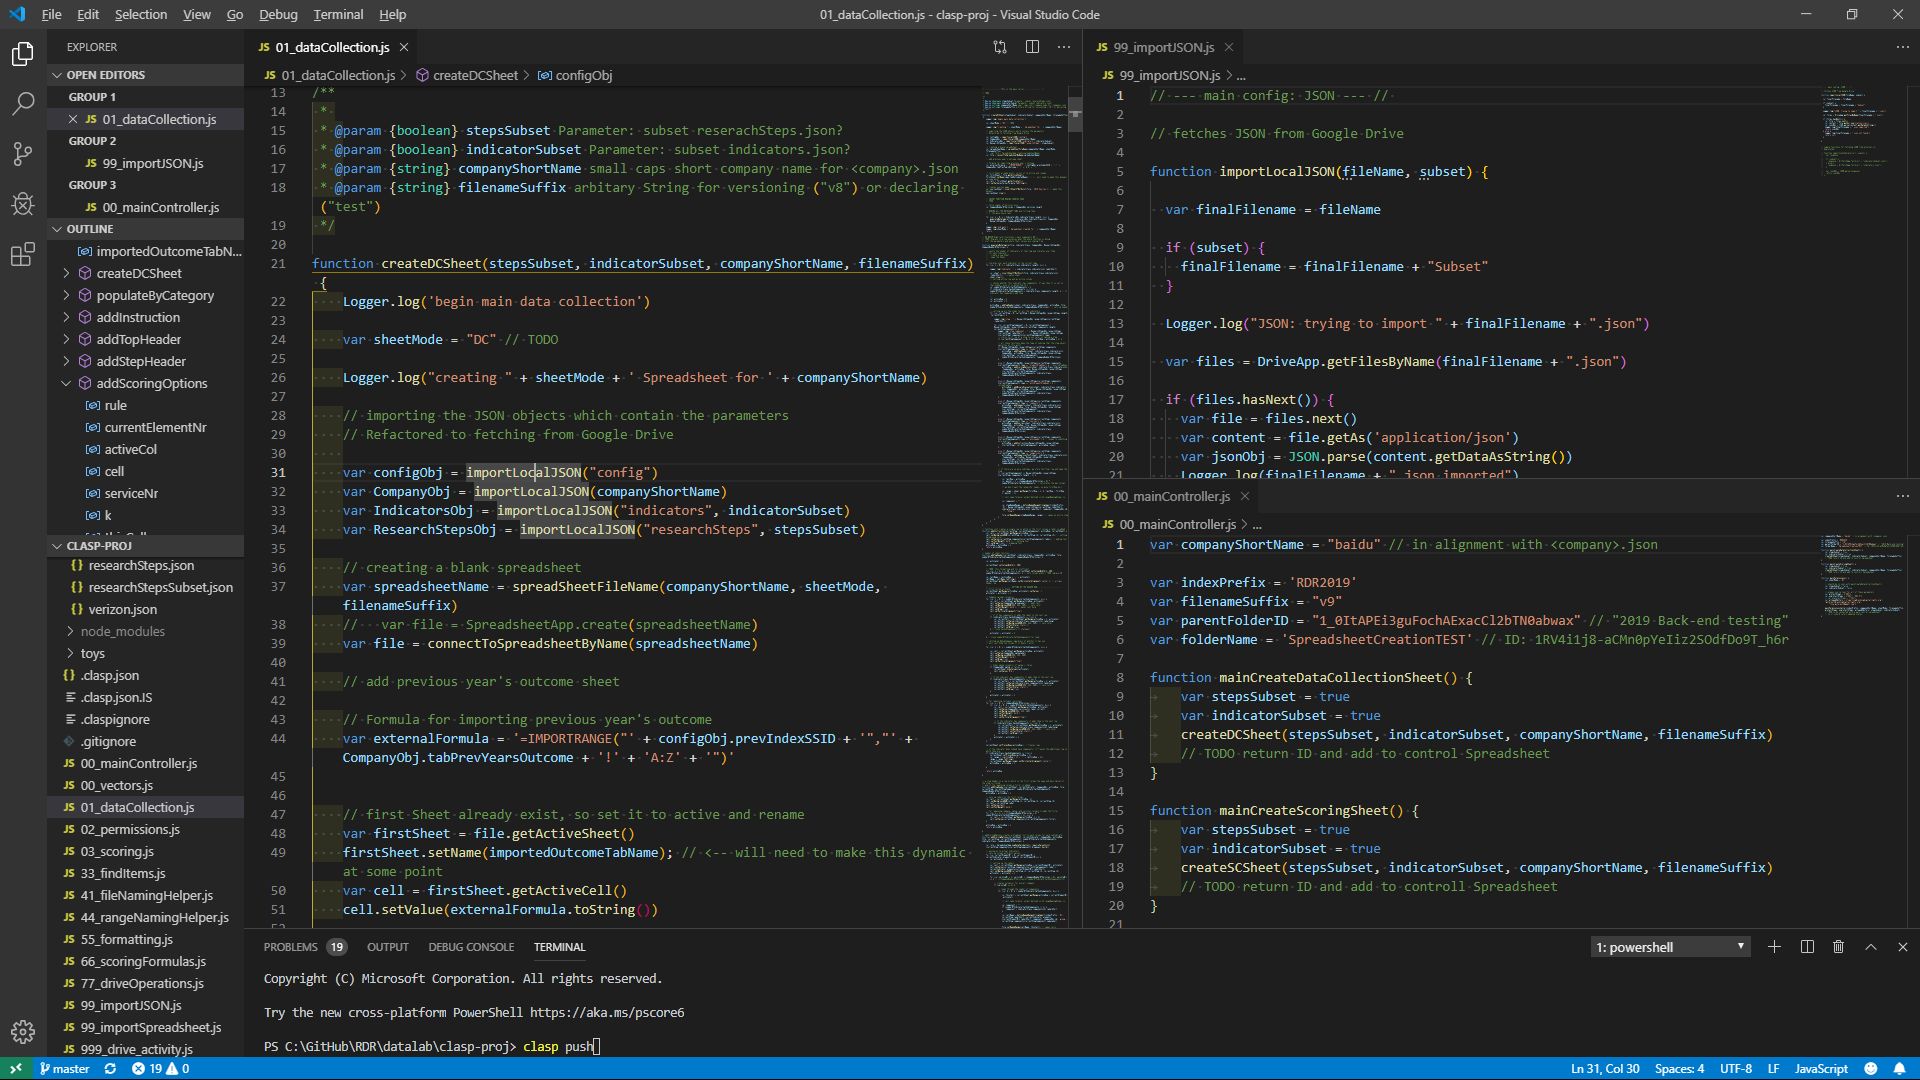 File Edit Selection View Go Debug Terminal Help
01_dataCollection.js - clasp-proj - Visual Studio Code
EXPLORER
OPEN EDITORS
GROUP 1
JS 01_dataCollection.js
GROUP 2
JS 99_importJSON.js
GROUP 3
JS 00_mainController.js
OUTLINE
importedOutcomeTabN...
createDCSheet
populateByCategory
addInstruction
addTopHeader
addStepHeader
addScoringOptions
rule
currentElementNr
activeCol
cell
serviceNr
k
CLASP-PROJ
{} researchSteps.json
{} researchStepsSubset.json
{} verizon.json
node_modules
toys
{} .clasp.json
.clasp.json.IS
.claspignore
.gitignore
JS 00_mainController.js
JS 00_vectors.js
JS 01_dataCollection.js
JS 02_permissions.js
JS 03_scoring.js
JS 33_findItems.js
JS 41_fileNamingHelper.js
JS 44_rangeNamingHelper.js
JS 55_formatting.js
JS 66_scoringFormulas.js
JS 77_driveOperations.js
JS 99_importJSON.js
JS 99_importSpreadsheet.js
JS 999_drive_activity.js
JS 01_dataCollection.js
JS 01_dataCollection.js > createDCSheet > configObj
13 /**
14 *
15 * @param {boolean} stepsSubset Parameter: subset reserachSteps.json?
16 * @param {boolean} indicatorSubset Parameter: subset indicators.json?
17 * @param {string} companyShortName small caps short company name for <company>.json
18 * @param {string} filenameSuffix arbitary String for versioning ("v8") or declaring
("test")
19 */
20
21 function createDCSheet(stepsSubset, indicatorSubset, companyShortName, filenameSuffix)
{
22 Logger.log('begin main data collection')
23
24 var sheetMode = "DC" // TODO
25
26 Logger.log("creating " + sheetMode + ' Spreadsheet for ' + companyShortName)
27
28 // importing the JSON objects which contain the parameters
29 // Refactored to fetching from Google Drive
30
31 var configObj = importLocalJSON("config")
32 var CompanyObj = importLocalJSON(companyShortName)
33 var IndicatorsObj = importLocalJSON("indicators", indicatorSubset)
34 var ResearchStepsObj = importLocalJSON("researchSteps", stepsSubset)
35
36 // creating a blank spreadsheet
37 var spreadsheetName = spreadSheetFileName(companyShortName, sheetMode,
filenameSuffix)
38 // var file = SpreadsheetApp.create(spreadsheetName)
39 var file = connectToSpreadsheetByName(spreadsheetName)
40
41 // add previous year's outcome sheet
42
43 // Formula for importing previous year's outcome
44 var externalFormula = '=IMPORTRANGE("' + configObj.prevIndexSSID + '","' +
CompanyObj.tabPrevYearsOutcome + '!' + 'A:Z' + '")'
45
46
47 // first Sheet already exist, so set it to active and rename
48 var firstSheet = file.getActiveSheet()
49 firstSheet.setName(importedOutcomeTabName); // <--- will need to make this dynamic
at some point
50 var cell = firstSheet.getActiveCell()
51 cell.setValue(externalFormula.toString())
JS 99_importJSON.js
JS 99_importJSON.js > ...
1 // ---- main config: JSON ---- //
2
3 // fetches JSON from Google Drive
4
5 function importLocalJSON(fileName, subset) {
6
7 var finalFilename = fileName
8
9 if (subset) {
10 finalFilename = finalFilename + "Subset"
11 }
12
13 Logger.log("JSON: trying to import " + finalFilename + ".json")
14
15 var files = DriveApp.getFilesByName(finalFilename + ".json")
16
17 if (files.hasNext()) {
18 var file = files.next()
19 var content = file.getAs('application/json')
20 var jsonObj = JSON.parse(content.getDataAsString())
21 Logger.log(finalFilename + ".json imported")
JS 00_mainController.js
JS 00_mainController.js > ...
1 var companyShortName = "baidu" // in alignment with <company>.json
2
3 var indexPrefix = 'RDR2019'
4 var filenameSuffix = "v9"
5 var parentFolderID = "1_0ItAPEi3guFochAExacCl2bTN0abwax" // "2019 Back-end testing"
6 var folderName = 'SpreadsheetCreationTEST' // ID: 1RV4i1j8-aCMn0pYeIiz2SOdfDo9T_h6r
7
8 function mainCreateDataCollectionSheet() {
9 var stepsSubset = true
10 var indicatorSubset = true
11 createDCSheet(stepsSubset, indicatorSubset, companyShortName, filenameSuffix)
12 // TODO return ID and add to control Spreadsheet
13 }
14
15 function mainCreateScoringSheet() {
16 var stepsSubset = true
17 var indicatorSubset = true
18 createSCSheet(stepsSubset, indicatorSubset, companyShortName, filenameSuffix)
19 // TODO return ID and add to controll Spreadsheet
20 }
21
PROBLEMS 19 OUTPUT DEBUG CONSOLE TERMINAL
1: powershell
Copyright (C) Microsoft Corporation. All rights reserved.
Try the new cross-platform PowerShell https://aka.ms/pscore6
PS C:\GitHub\RDR\datalab\clasp-proj> clasp push
master 19 0
Ln 31, Col 30 Spaces: 4 UTF-8 LF JavaScript